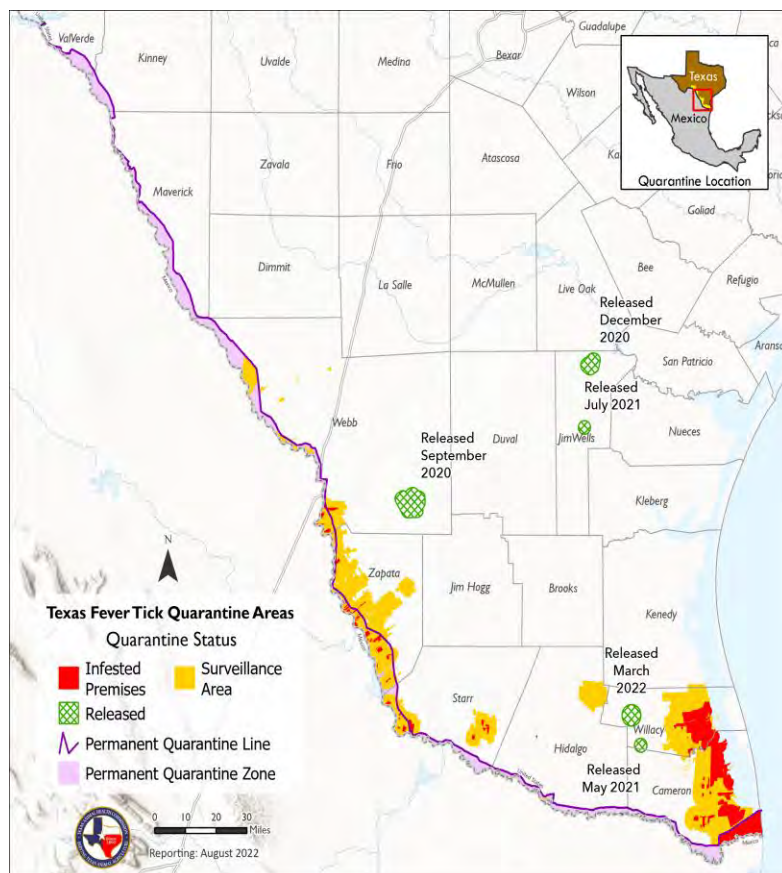 ValVerde
Kinney
Uvalde
Medina
Bexar
Guadalupe
Wilson
Texas
Mexico
Quarantine Location
Maverick
Zavala
Frio
Atascosa
Goliad
Dimmit
La Salle
McMullen
Live Oak
Bee
Refugio
Released
December
2020
San Patricio
Released
July 2021
Webb
Released
September
2020
Duval
JimWells
Nueces
Kleberg
N
Zapata
Jim Hogg
Brooks
Kenedy
Texas Fever Tick Quarantine Areas
Quarantine Status
Infested
Premises
Surveillance
Area
Released
Permanent Quarantine Line
Permanent Quarantine Zone
Released
March
2022
Starr
Hidalgo
Willacy
Released
May 2021
Cameron
0 10 20 30
Miles
Reporting: August 2022